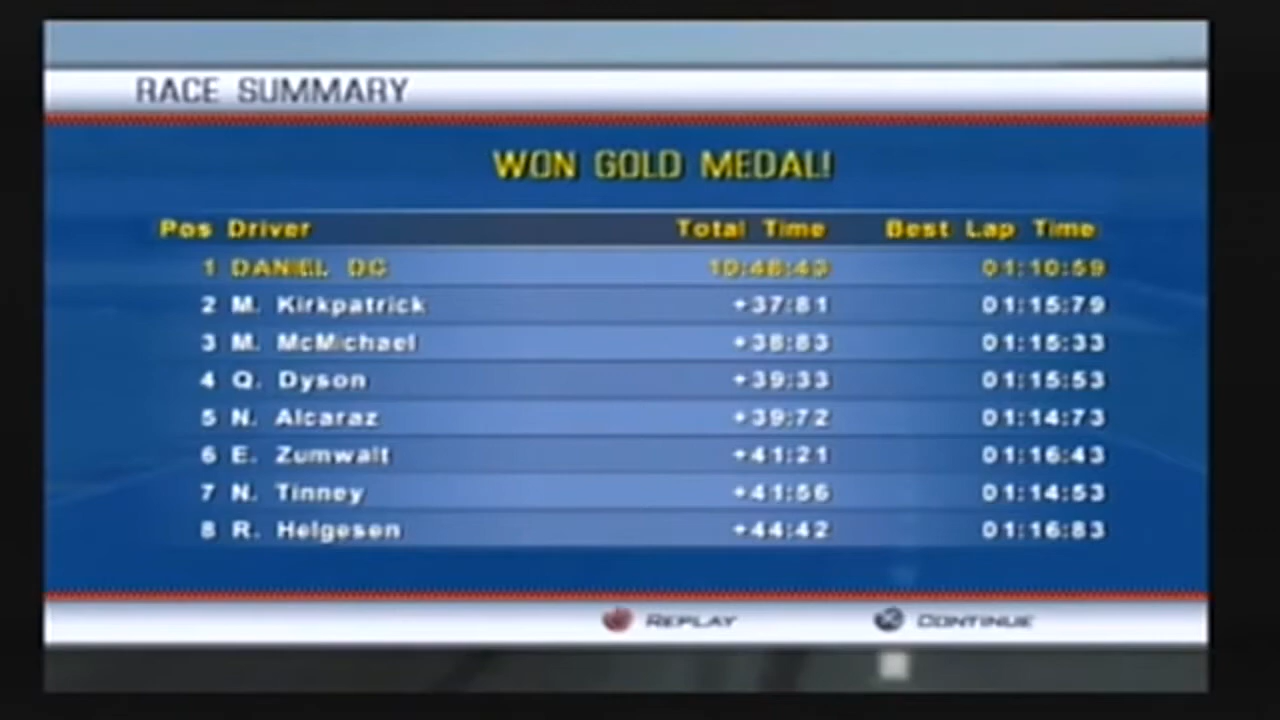 RACE SUMMARY
WON GOLD MEDAL!
Pos Driver Total Time Best Lap Time
1 DANIEL DG 10:48:43 01:10:59
2 M. Kirkpatrick +37:81 01:15:79
3 M. McMichael +38:83 01:15:33
4 Q. Dyson +39:33 01:15:53
5 N. Alcaraz +39:72 01:14:73
6 E. Zumwalt +41:21 01:16:43
7 N. Tinney +41:56 01:14:53
8 R. Helgesen +44:42 01:16:83
REPLAY CONTINUE